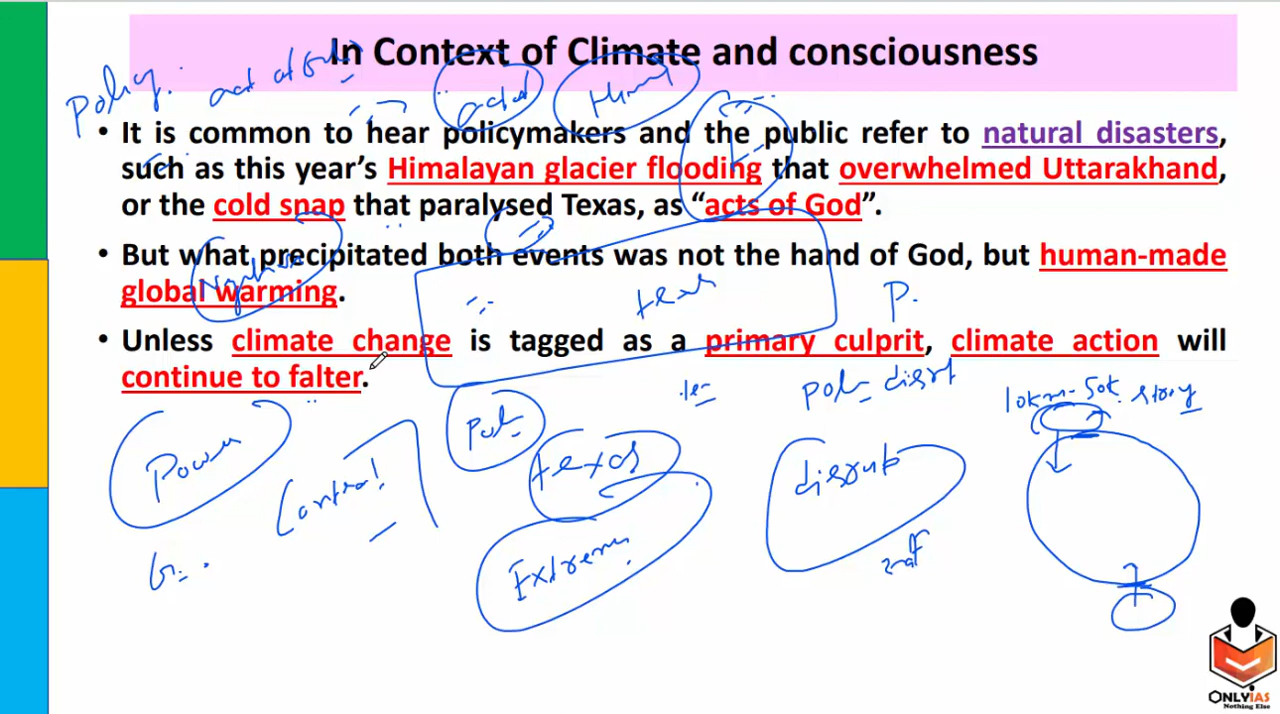 In Context of Climate and consciousness
Policy. act of God
acts
• It is common to hear policymakers and the public refer to natural disasters,
such as this year's Himalayan glacier flooding that overwhelmed Uttarakhand,
or the cold snap that paralysed Texas, as “acts of God”.
• But what precipitated both events was not the hand of God, but human-made
global warming.
P.
• Unless climate change is tagged as a primary culprit, climate action will
continue to falter.
10km-50k
Power
Control
Texas
disrupt
Extreme
ONLYIAS
Nothing Else